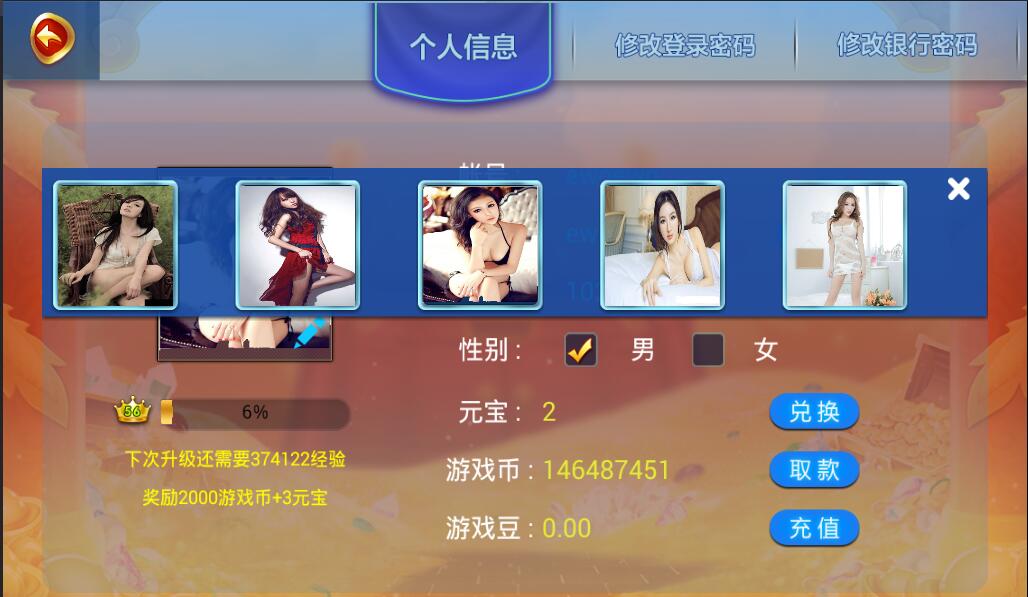 个人信息
修改登录密码
修改银行密码
性别:
男
女
56
6%
元宝: 2
兑换
下次升级还需要374122经验
游戏币: 146487451
取款
奖励2000游戏币+3元宝
游戏豆: 0.00
充值